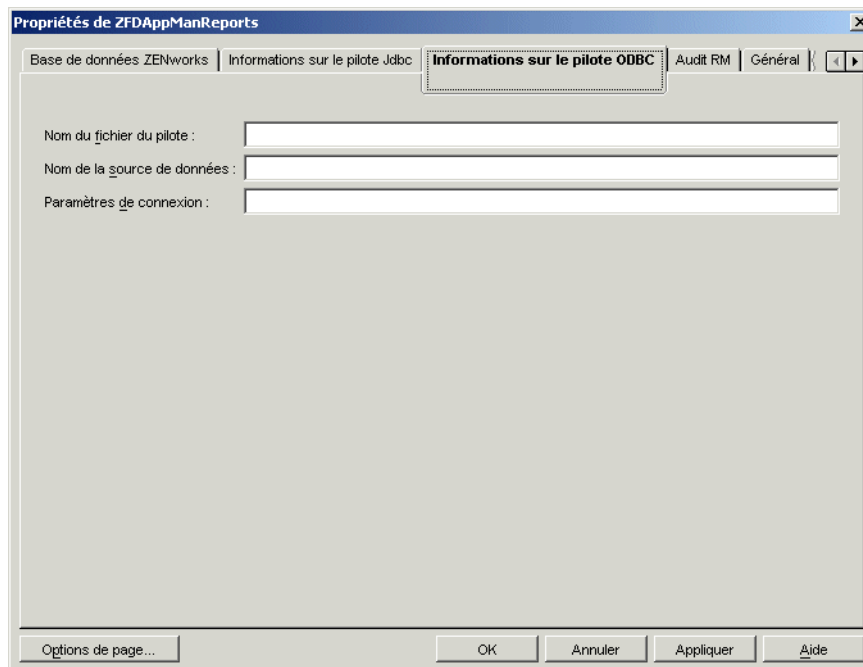 Propriétés de ZFDAppManReports
Base de données ZENworks Informations sur le pilote Jdbc Informations sur le pilote ODBC Audit RM Général
Nom du fichier du pilote :
Nom de la source de données :
Paramètres de connexion :
Options de page... OK Annuler Appliquer Aide